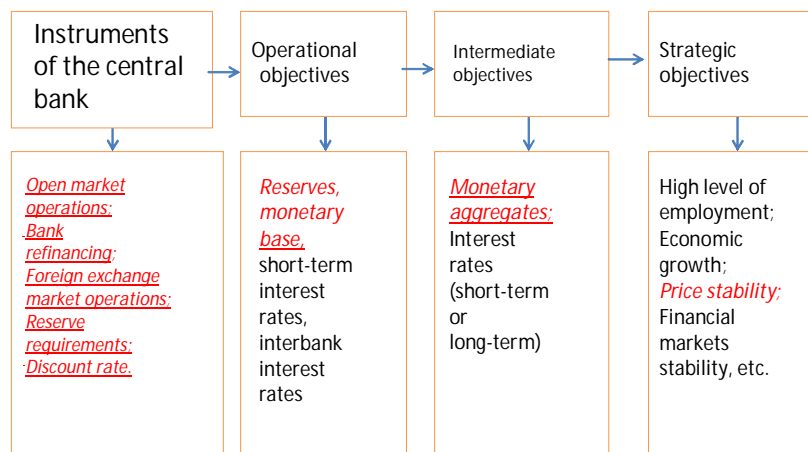 Instruments
of the central
bank
Operational
objectives
Intermediate
objectives
Strategic
objectives
Open market
operations;
Bank
refinancing;
Foreign exchange
market operations;
Reserve
requirements;
Discount rate.
Reserves,
monetary
base,
short-term
interest
rates,
interbank
interest
rates
Monetary
aggregates;
Interest
rates
(short-term
or
long-term)
High level of
employment;
Economic
growth;
Price stability;
Financial
markets
stability, etc.